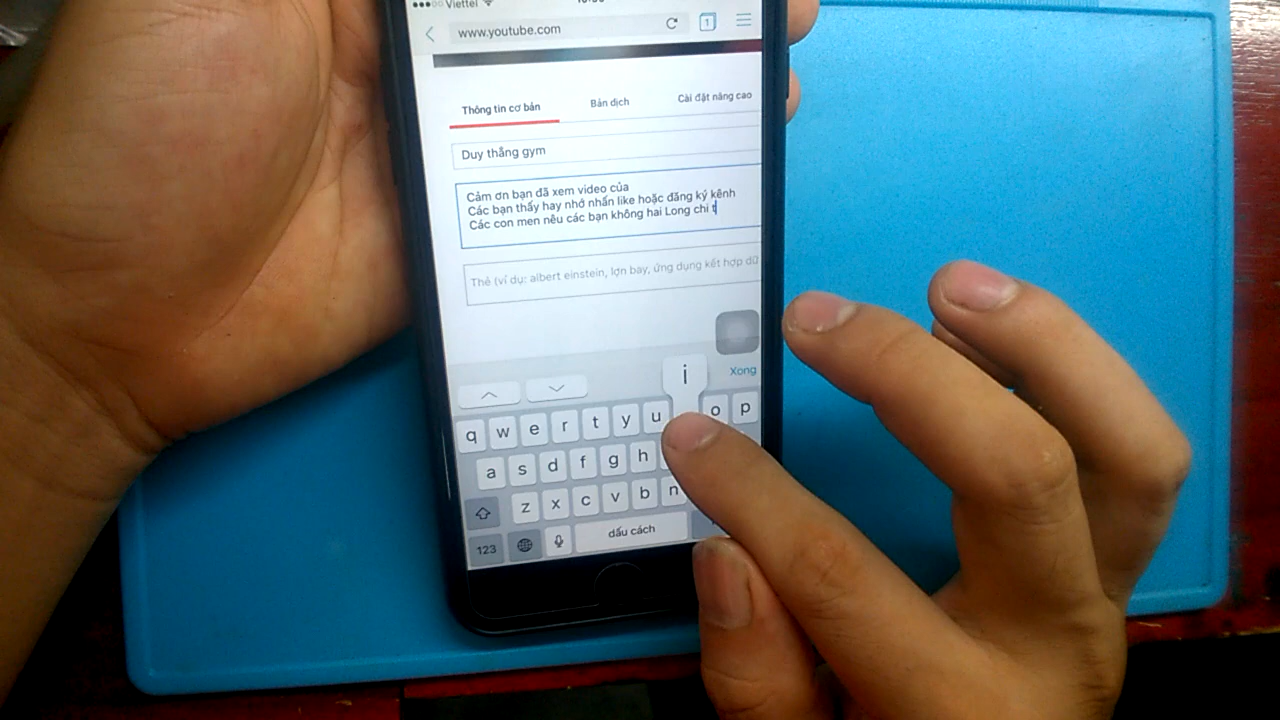 Viettel
www.youtube.com
1
Thông tin cơ bản
Bản dịch
Cài đặt nâng cao
Duy thẳng gym
Cảm ơn bạn đã xem video của
Các bạn thấy hay nhớ nhấn like hoặc đăng ký kênh
Các con men nêu các bạn không hai Long chi t
Thẻ (ví dụ: albert einstein, lợn bay, ứng dụng kết hợp dữ
i
Xong
q w e r t y u o p
a s d f g h
z x c v b n
123
dấu cách